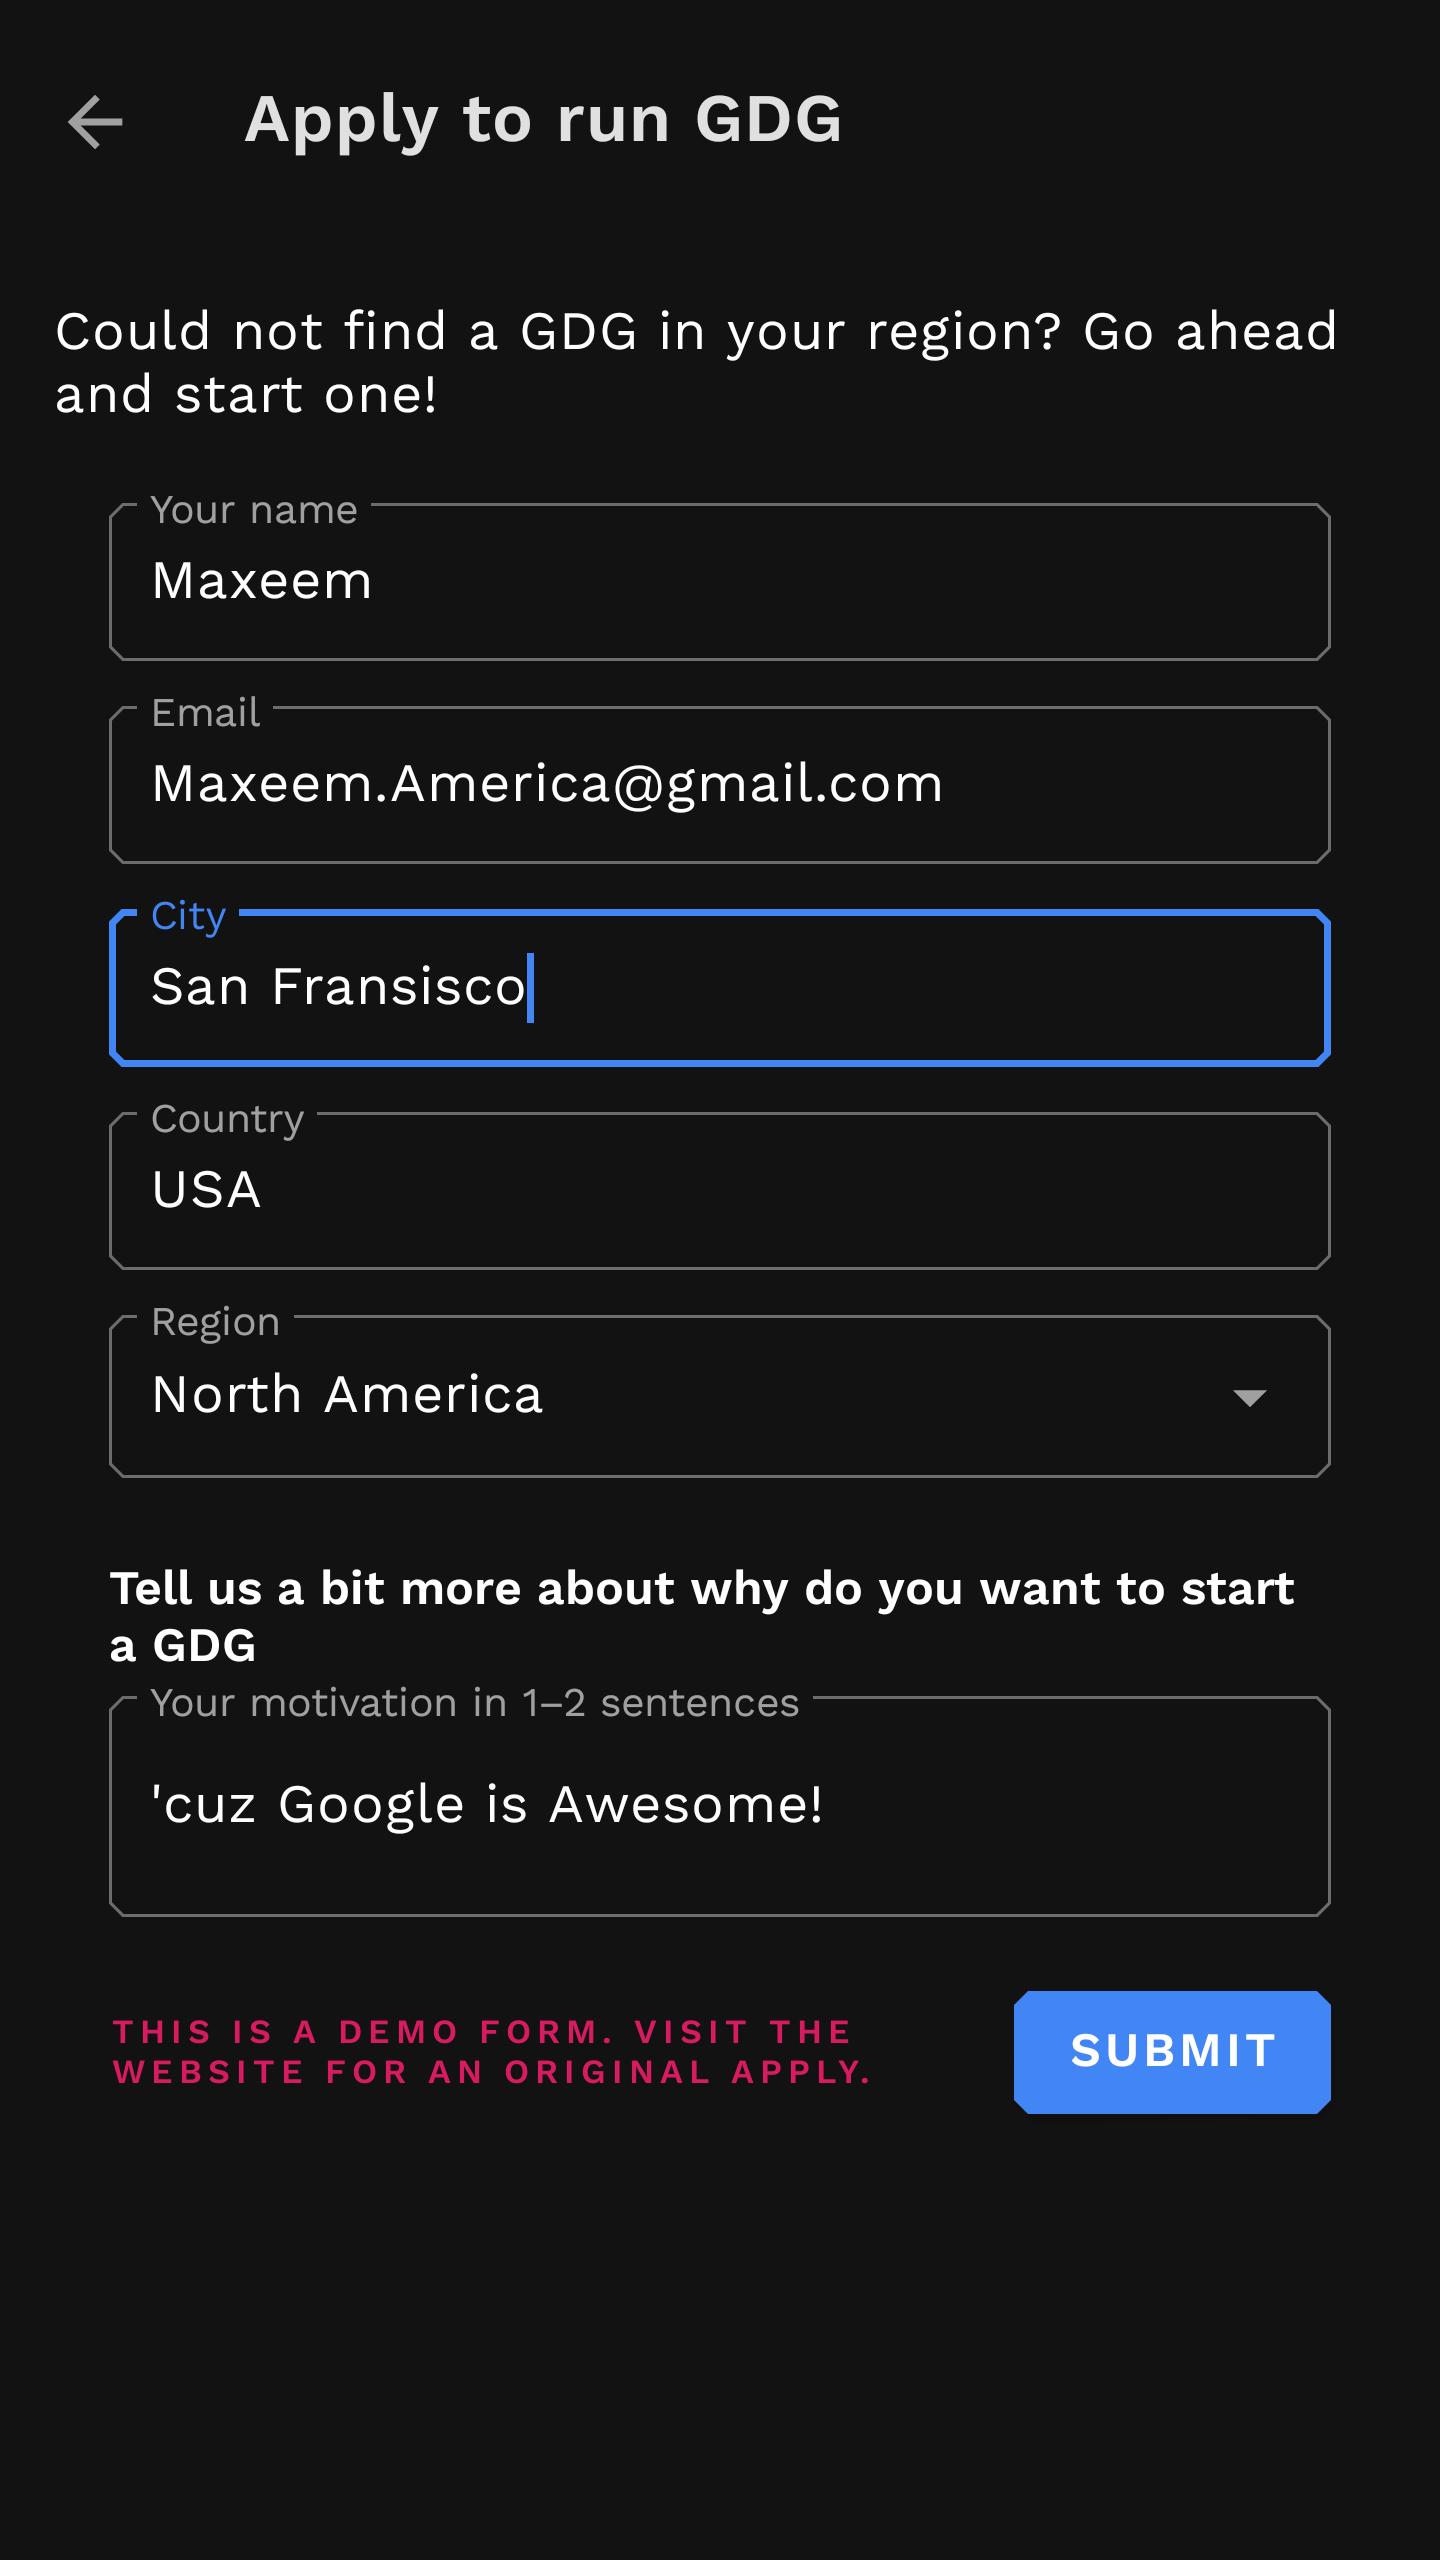 Apply to run GDG
Could not find a GDG in your region? Go ahead
and start one!
Your name
Maxeem
Email
Maxeem.America@gmail.com
City
San Fransisco
Country
USA
Region
North America
Tell us a bit more about why do you want to start
a GDG
Your motivation in 1–2 sentences
'cuz Google is Awesome!
THIS IS A DEMO FORM. VISIT THE
WEBSITE FOR AN ORIGINAL APPLY.
SUBMIT